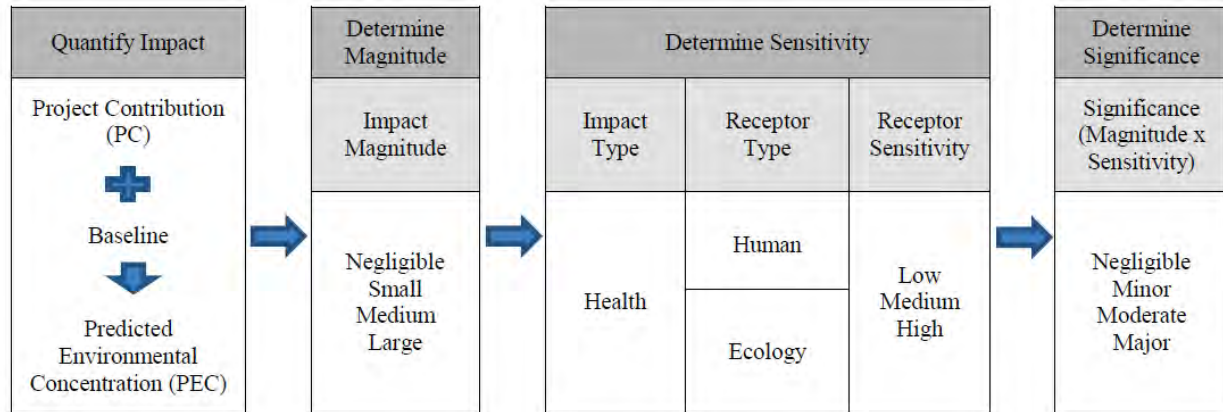 Quantify Impact
Project Contribution
(PC)
Baseline
Predicted
Environmental
Concentration (PEC)
Determine
Magnitude
Impact
Magnitude
Negligible
Small
Medium
Large
Determine Sensitivity
Impact
Type
Receptor
Type
Receptor
Sensitivity
Health
Human
Ecology
Low
Medium
High
Determine
Significance
Significance
(Magnitude x
Sensitivity)
Negligible
Minor
Moderate
Major